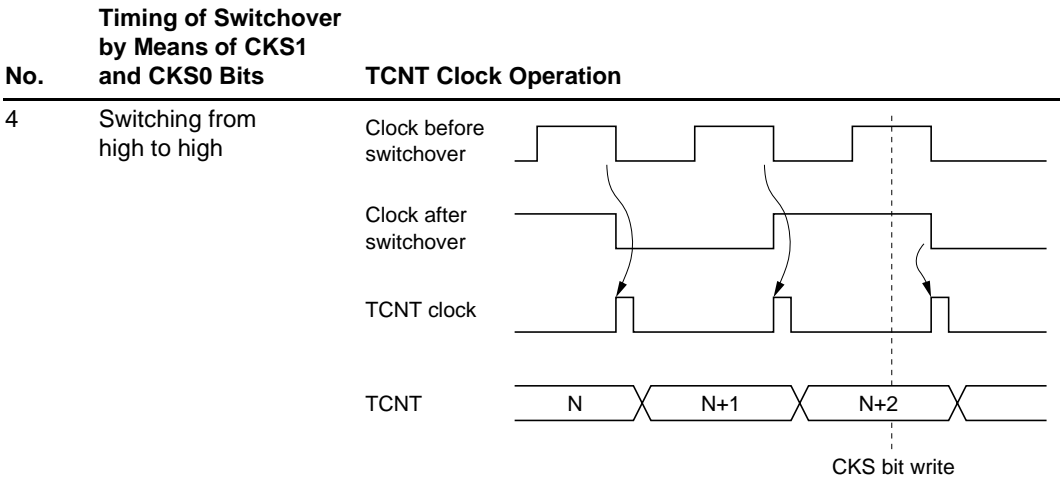 Timing of Switchover
by Means of CKS1
No. and CKS0 Bits TCNT Clock Operation
4 Switching from
high to high
Clock before
switchover
Clock after
switchover
TCNT clock
TCNT N N+1 N+2
CKS bit write